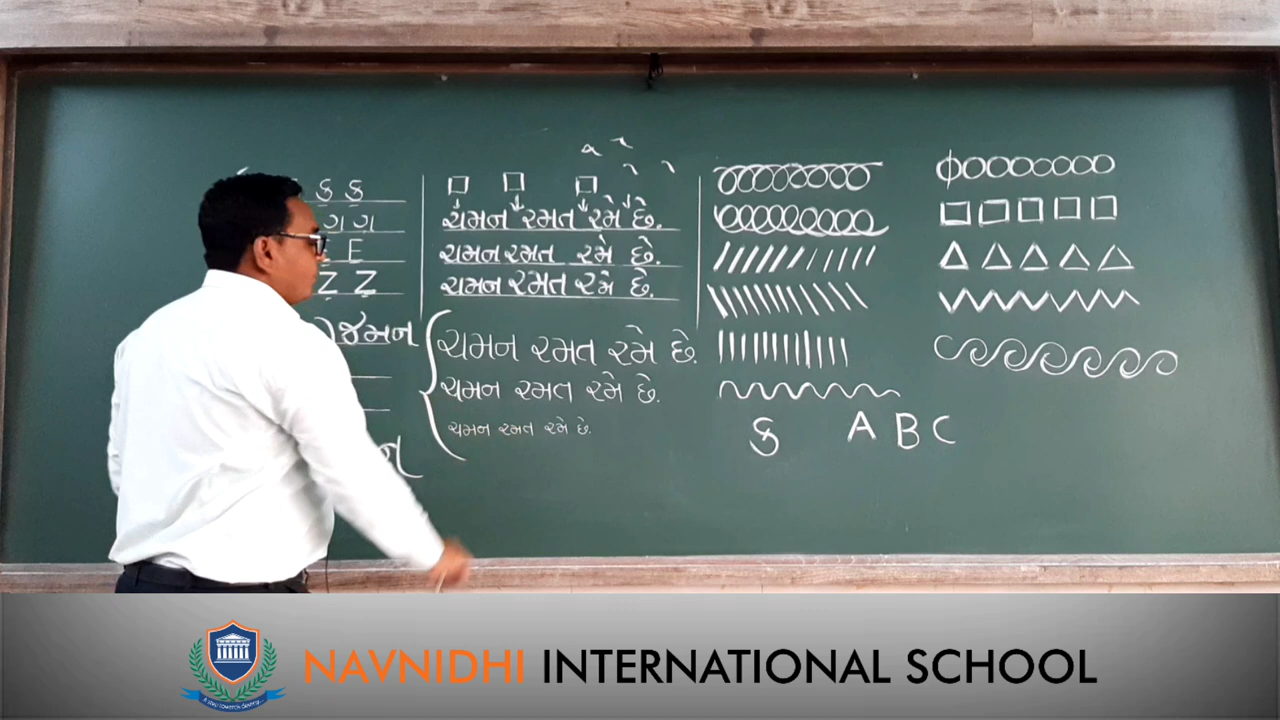 ક ક
ગ ગ
E
Z Z
જમન
ચમન રમત રમે છે.
ચમન રમત રમે છે.
ચમન રમત રમે છે.
ચમન રમત રમે છે.
ચમન રમત રમે છે.
ચમન રમત રમે છે.
ક A B C
NAVNIDHI INTERNATIONAL SCHOOL